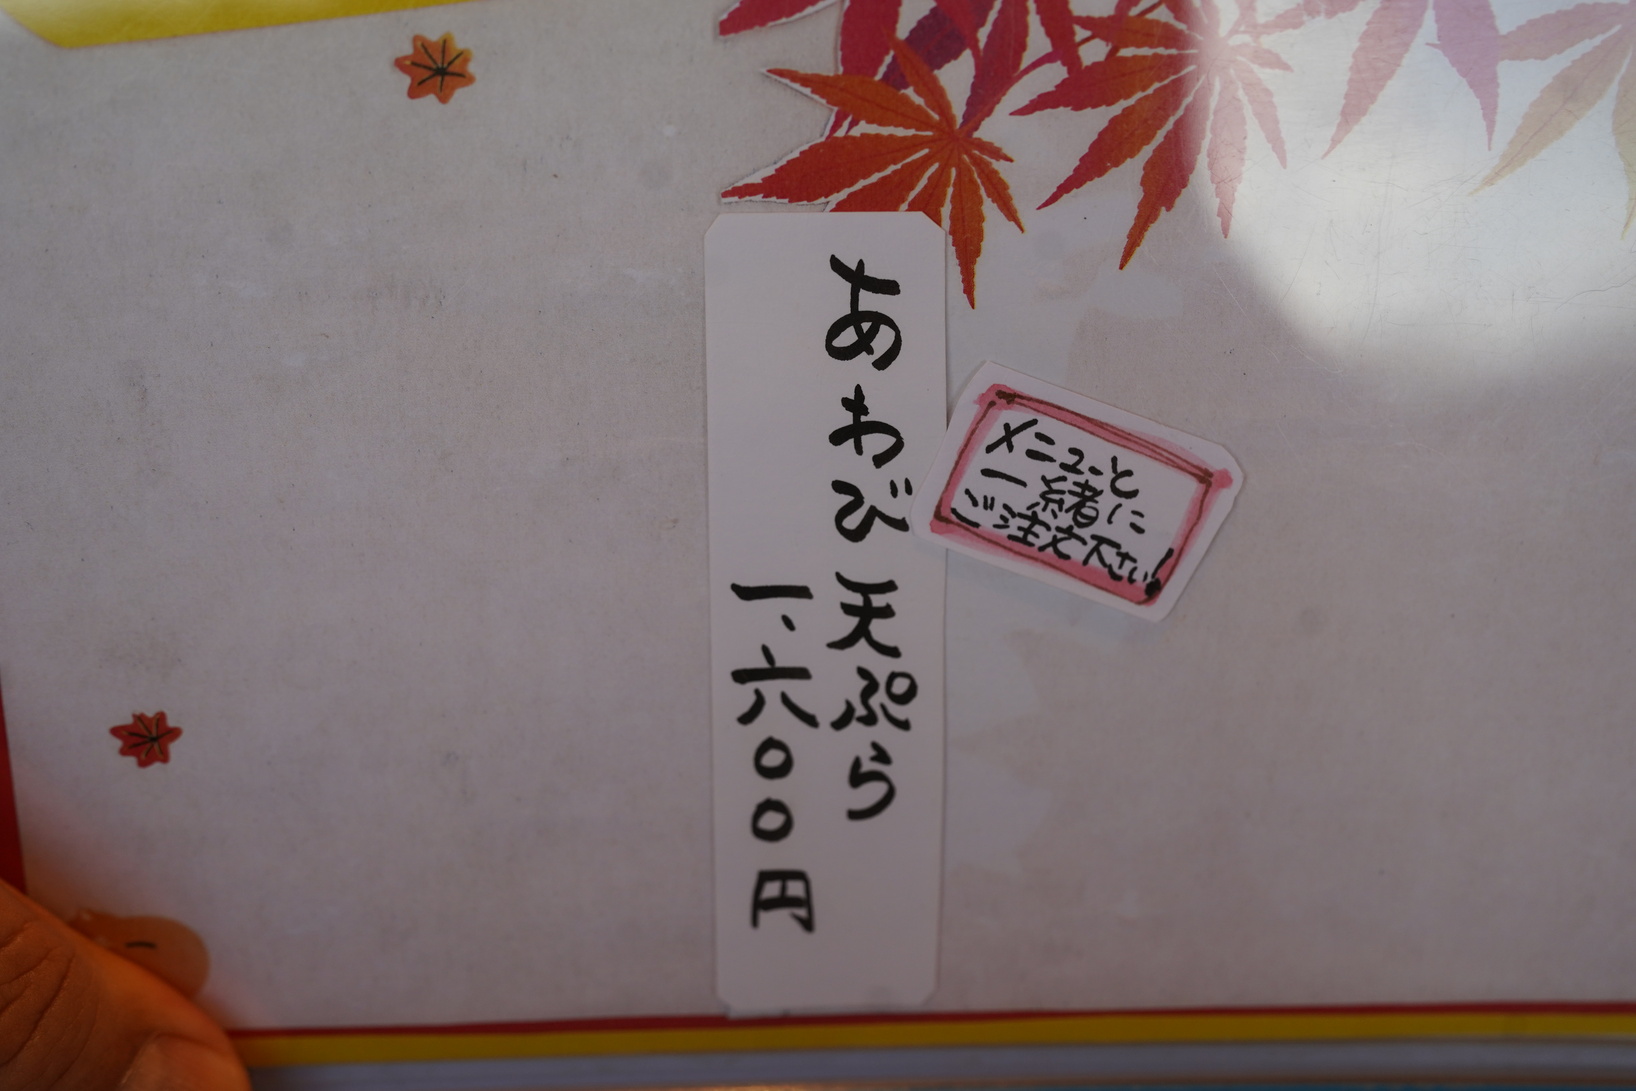 あわび天ぷら
一、六〇〇円
メニューと
一緒に
ご注文下さい!